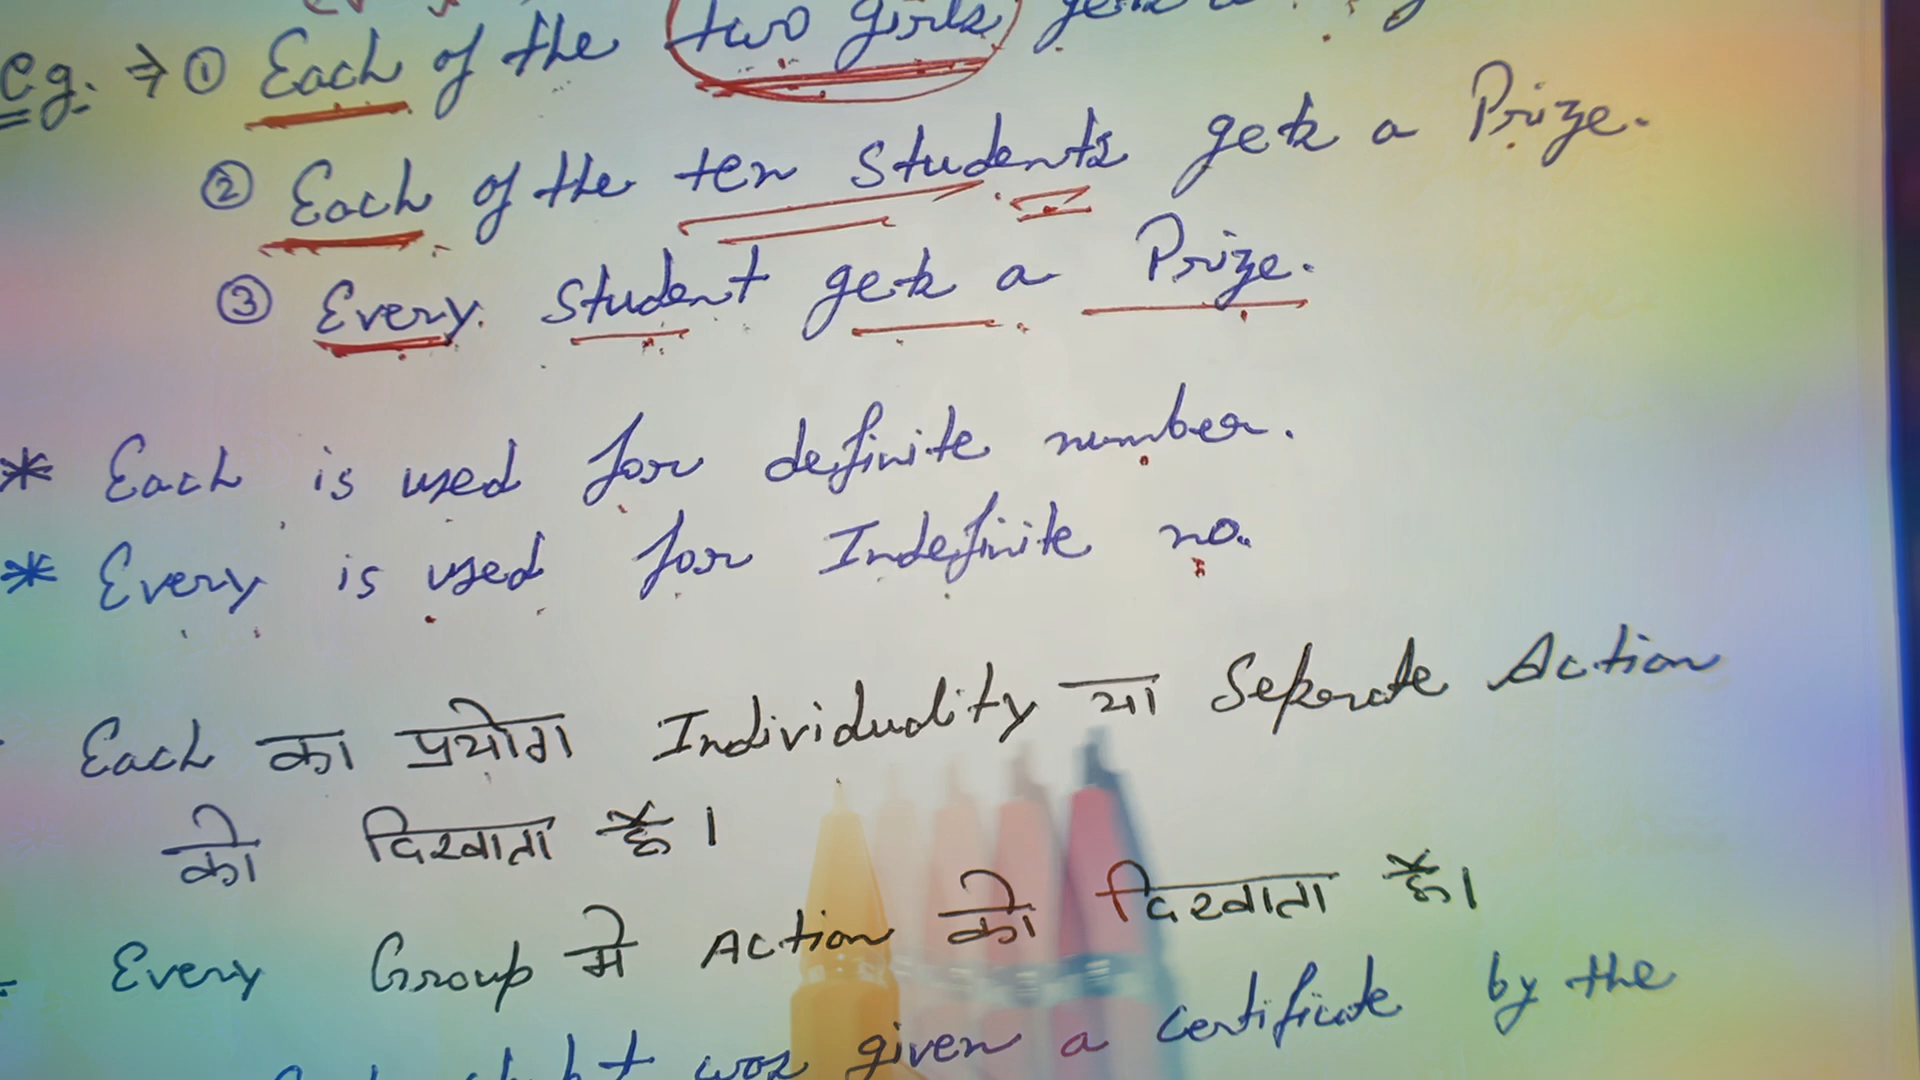 e.g. → ① Each of the two girls gets a
② Each of the ten students gets a Prize.
③ Every Student gets a Prize.
* Each is used for definite number.
* Every is used for Indefinite no.
Each का प्रयोग Individuality या Seperate Action
को दिखाता है।
Every Group मे Action को दिखाता है।
was given a certificate by the